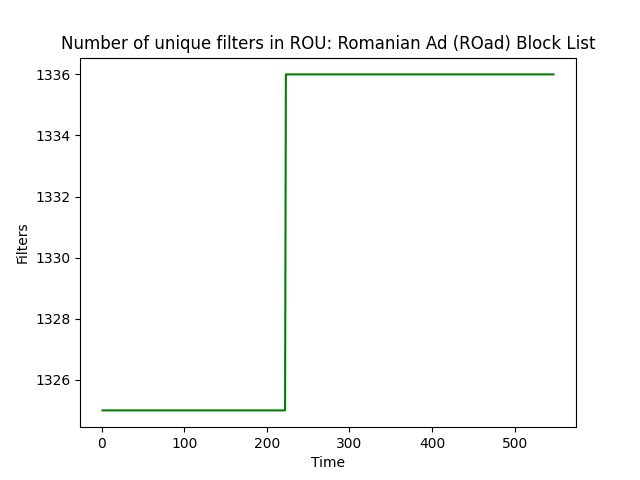 Number of unique filters in ROU: Romanian Ad (ROad) Block List
1336
1334
1332
1330
1328
1326
Filters
0 100 200 300 400 500
Time